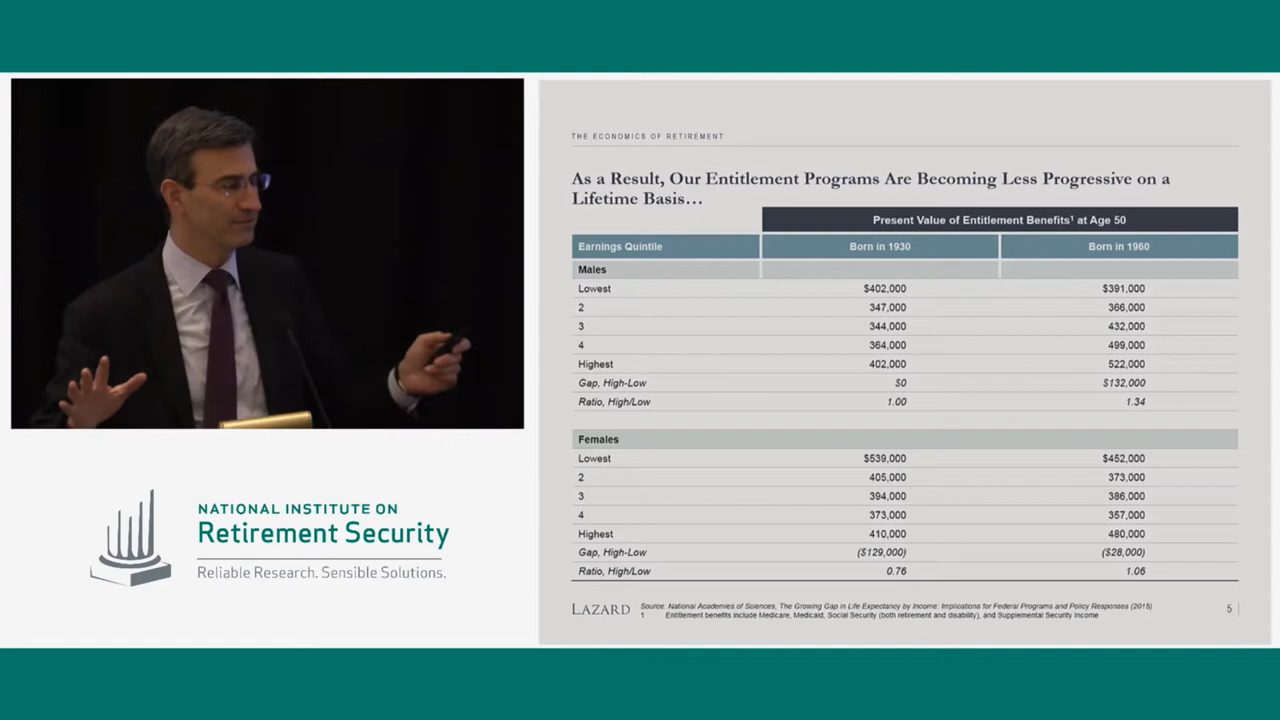 THE ECONOMICS OF RETIREMENT
As a Result, Our Entitlement Programs Are Becoming Less Progressive on a
Lifetime Basis…
Present Value of Entitlement Benefits¹ at Age 50
Earnings Quintile Born in 1930 Born in 1960
Males
Lowest $402,000 $391,000
2 347,000 366,000
3 344,000 432,000
4 364,000 499,000
Highest 402,000 522,000
Gap, High-Low $0 $132,000
Ratio, High/Low 1.00 1.34
Females
Lowest $539,000 $452,000
2 405,000 373,000
3 394,000 386,000
4 373,000 357,000
Highest 410,000 480,000
Gap, High-Low ($129,000) ($28,000)
Ratio, High/Low 0.76 1.06
LAZARD
Source: National Academies of Sciences, The Growing Gap in Life Expectancy by Income: Implications for Federal Programs and Policy Responses (2015)
1 Entitlement benefits include Medicare, Medicaid, Social Security (both retirement and disability), and Supplemental Security Income
5
NATIONAL INSTITUTE ON
Retirement Security
Reliable Research. Sensible Solutions.